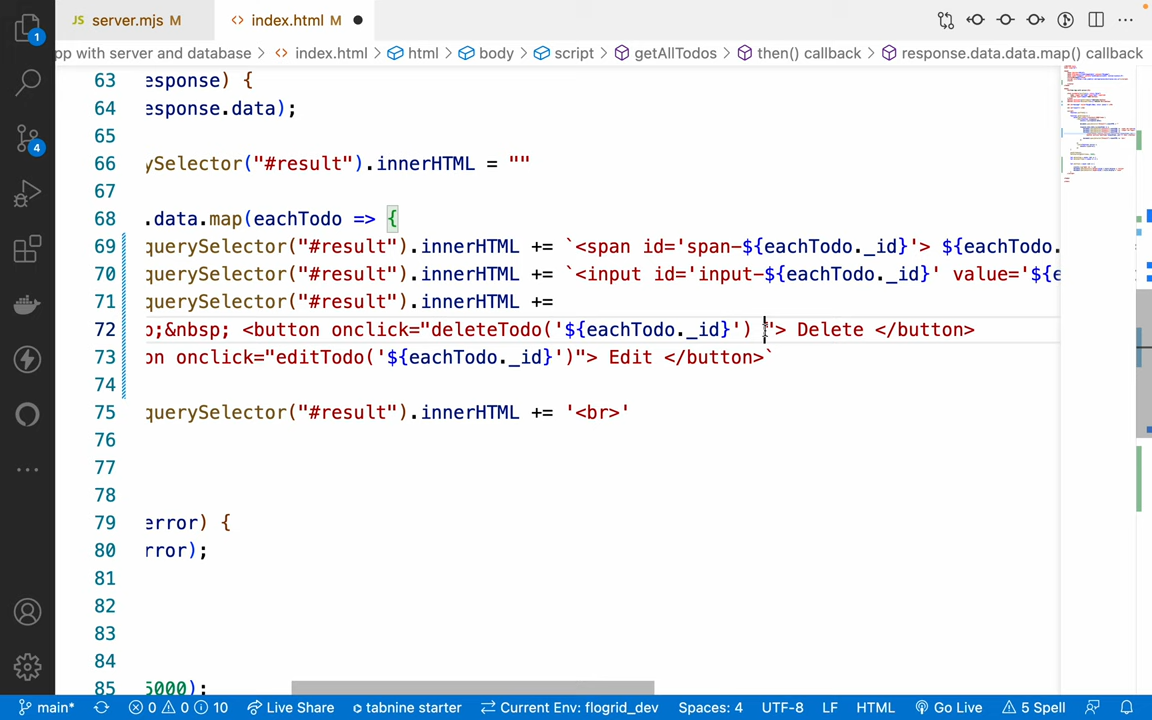 JS server.mjs M
<> index.html M
pp with server and database > <> index.html > html > body > script > getAllTodos > then() callback > response.data.data.map() callback
63 esponse) {
64 esponse.data);
65
66 ySelector("#result").innerHTML = ""
67
68 .data.map(eachTodo => {
69 querySelector("#result").innerHTML += `<span id='span-${eachTodo._id}'> ${eachTodo.
70 querySelector("#result").innerHTML += `<input id='input-${eachTodo._id}' value='${e
71 querySelector("#result").innerHTML +=
72 p;&nbsp; <button onclick="deleteTodo('${eachTodo._id}') "> Delete </button>
73 on onclick="editTodo('${eachTodo._id}')"> Edit </button>`
74
75 querySelector("#result").innerHTML += '<br>'
76
77
78
79 error) {
80 rror);
81
82
83
84
85 5000);
1
4
main* 0 0 10 Live Share tabnine starter Current Env: flogrid_dev Spaces: 4 UTF-8 LF HTML Go Live 5 Spell